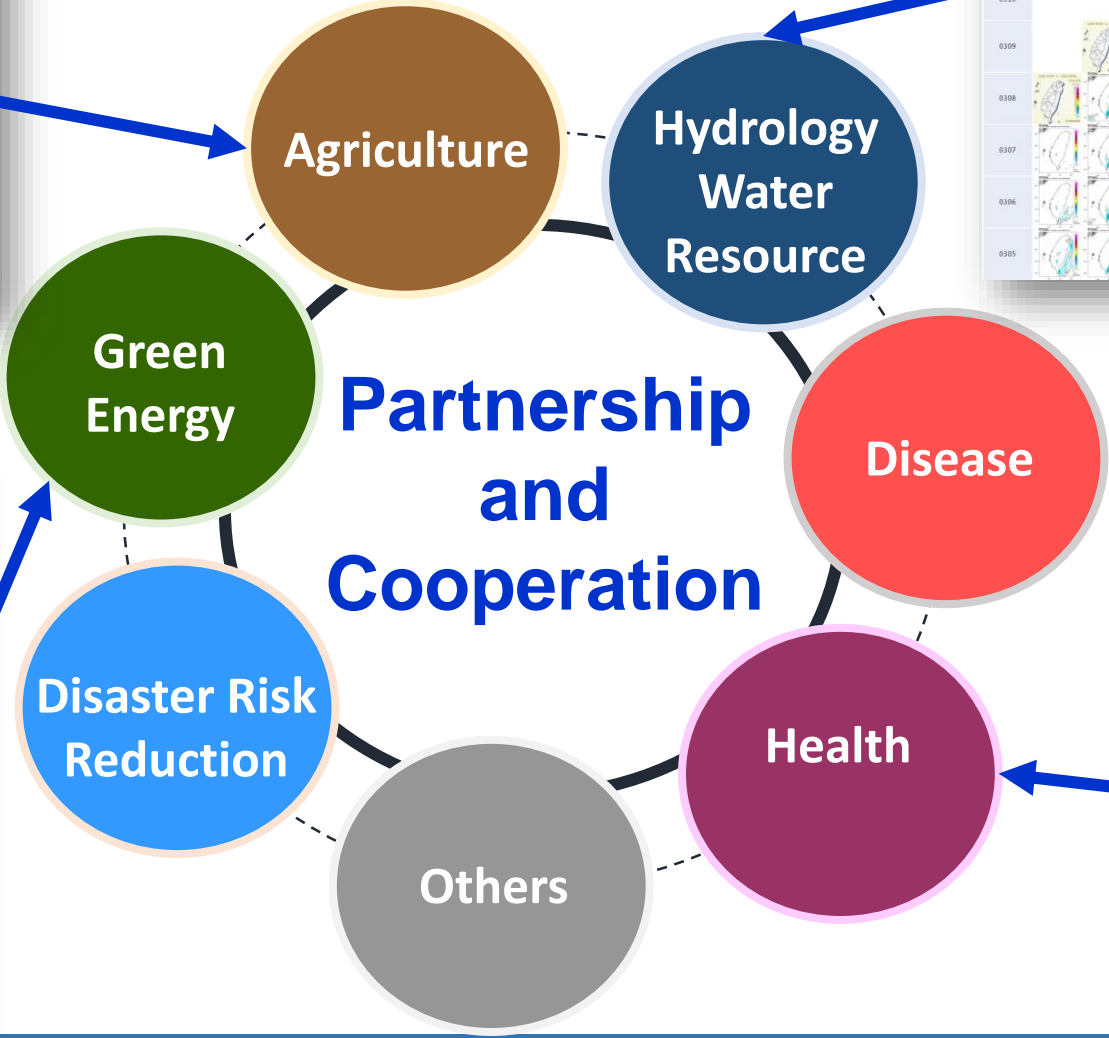 0309
0308
0307
0306
0305
Agriculture
Hydrology
Water
Resource
Green
Energy
Partnership
and
Cooperation
Disease
Disaster Risk
Reduction
Health
Others